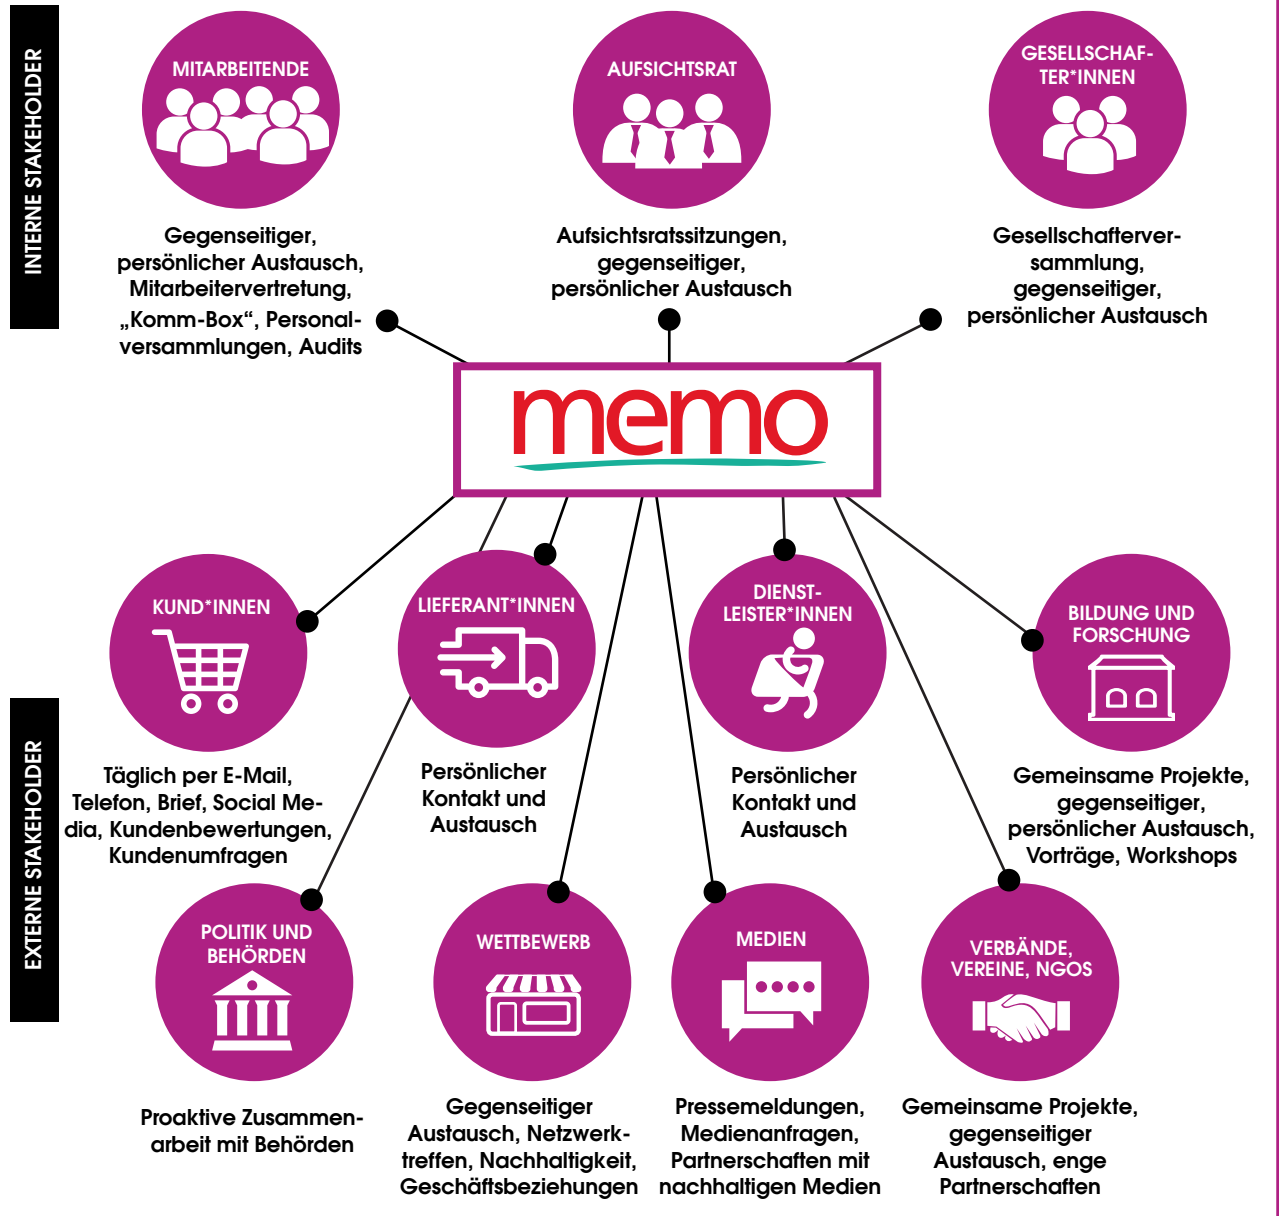 INTERNE STAKEHOLDER
MITARBEITENDE
Gegenseitiger,
persönlicher Austausch,
Mitarbeitervertretung,
„Komm-Box“, Personal-
versammlungen, Audits
AUFSICHTSRAT
Aufsichtsratssitzungen,
gegenseitiger,
persönlicher Austausch
GESELLSCHAF-
TER*INNEN
Gesellschafterver-
sammlung,
gegenseitiger,
persönlicher Austausch
memo
EXTERNE STAKEHOLDER
KUND*INNEN
Täglich per E-Mail,
Telefon, Brief, Social Me-
dia, Kundenbewertungen,
Kundenumfragen
LIEFERANT*INNEN
Persönlicher
Kontakt und
Austausch
DIENST-
LEISTER*INNEN
Persönlicher
Kontakt und
Austausch
BILDUNG UND
FORSCHUNG
Gemeinsame Projekte,
gegenseitiger,
persönlicher Austausch,
Vorträge, Workshops
POLITIK UND
BEHÖRDEN
Proaktive Zusammen-
arbeit mit Behörden
WETTBEWERB
Gegenseitiger
Austausch, Netzwerk-
treffen, Nachhaltigkeit,
Geschäftsbeziehungen
MEDIEN
Pressemeldungen,
Medienanfragen,
Partnerschaften mit
nachhaltigen Medien
VERBÄNDE,
VEREINE, NGOS
Gemeinsame Projekte,
gegenseitiger
Austausch, enge
Partnerschaften